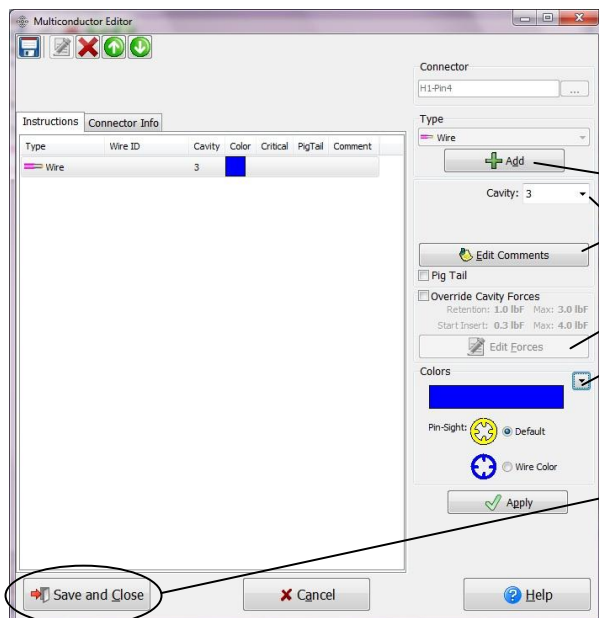 Multiconductor Editor
Connector
H1-Pin4
...
Instructions Connector Info
Type Wire ID Cavity Color Critical PigTail Comment
Wire 3
Type
Wire
Add
Cavity: 3
Edit Comments
Pig Tail
Override Cavity Forces
Retention: 1.0 lbF Max: 3.0 lbF
Start Insert: 0.3 lbF Max: 4.0 lbF
Edit Forces
Colors
Pin-Sight: Default
Wire Color
Apply
Save and Close Cancel Help